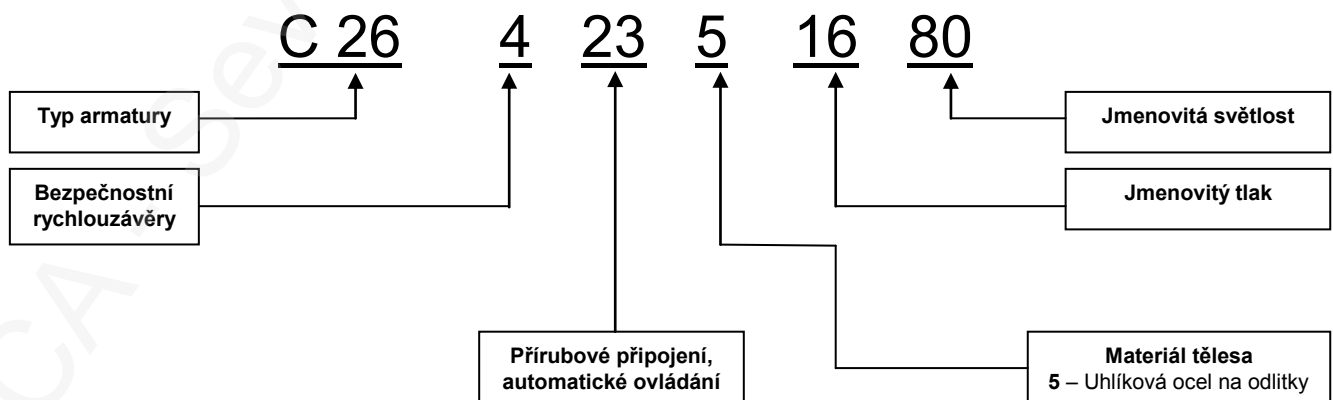 C 26 4 23 5 16 80
Typ armatury
Jmenovitá světlost
Bezpečnostní
rychlouzávěry
Jmenovitý tlak
Přírubové připojení,
automatické ovládání
Materiál tělesa
5 – Uhlíková ocel na odlitky